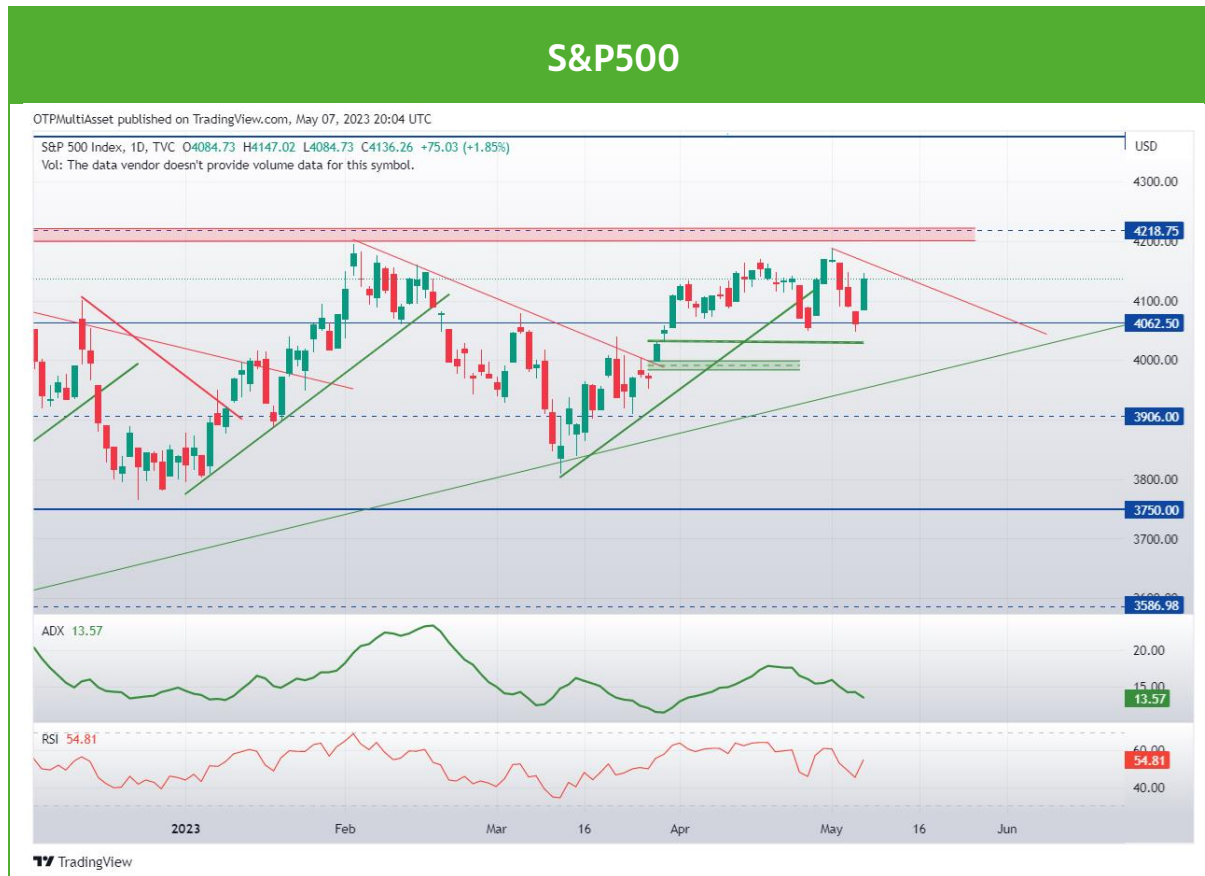 S&P500
OTPMultiAsset published on TradingView.com, May 07, 2023 20:04 UTC
S&P 500 Index, 1D, TVC O4084.73 H4147.02 L4084.73 C4136.26 +75.03 (+1.85%)
Vol: The data vendor doesn't provide volume data for this symbol.
USD
4300.00
4218.75
4200.00
4100.00
4062.50
4000.00
3906.00
3800.00
3750.00
3700.00
3586.98
ADX 13.57
20.00
15.00
13.57
RSI 54.81
60.00
54.81
40.00
2023 Feb Mar 16 Apr May 16 Jun
TradingView